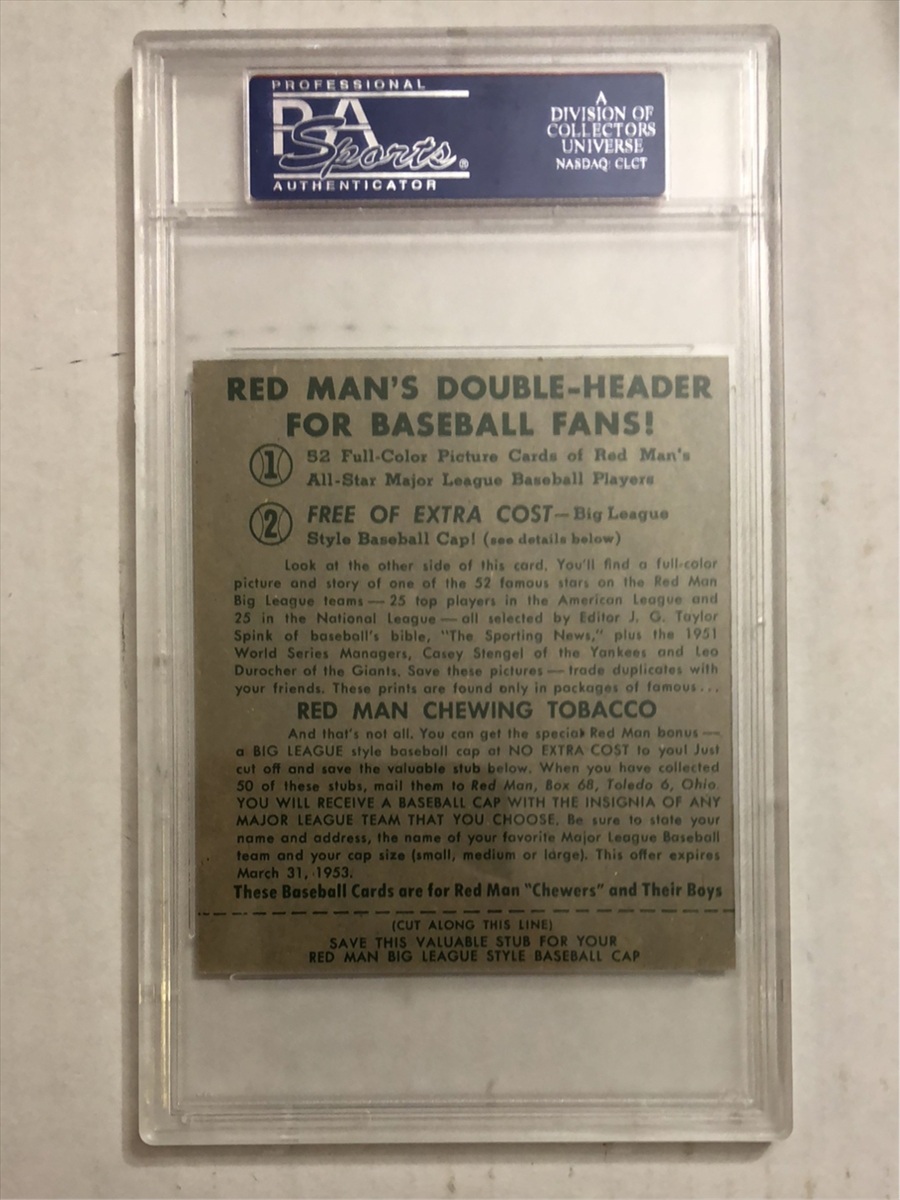 PROFESSIONAL
PSA
Sports®
AUTHENTICATOR
A
DIVISION OF
COLLECTORS
UNIVERSE
NASDAQ: CLCT
RED MAN'S DOUBLE-HEADER
FOR BASEBALL FANS!
1 52 Full-Color Picture Cards of Red Man's
All-Star Major League Baseball Players
2 FREE OF EXTRA COST—Big League
Style Baseball Cap! (see details below)
Look at the other side of this card. You'll find a full-color
picture and story of one of the 52 famous stars on the Red Man
Big League teams — 25 top players in the American League and
25 in the National League — all selected by Editor J. G. Taylor
Spink of baseball's bible, "The Sporting News," plus the 1951
World Series Managers, Casey Stengel of the Yankees and Leo
Durocher of the Giants. Save these pictures — trade duplicates with
your friends. These prints are found only in packages of famous...
RED MAN CHEWING TOBACCO
And that's not all. You can get the special Red Man bonus —
a BIG LEAGUE style baseball cap at NO EXTRA COST to you! Just
cut off and save the valuable stub below. When you have collected
50 of these stubs, mail them to Red Man, Box 68, Toledo 6, Ohio.
YOU WILL RECEIVE A BASEBALL CAP WITH THE INSIGNIA OF ANY
MAJOR LEAGUE TEAM THAT YOU CHOOSE. Be sure to state your
name and address, the name of your favorite Major League Baseball
team and your cap size (small, medium or large). This offer expires
March 31, 1953.
These Baseball Cards are for Red Man "Chewers" and Their Boys
(CUT ALONG THIS LINE)
SAVE THIS VALUABLE STUB FOR YOUR
RED MAN BIG LEAGUE STYLE BASEBALL CAP